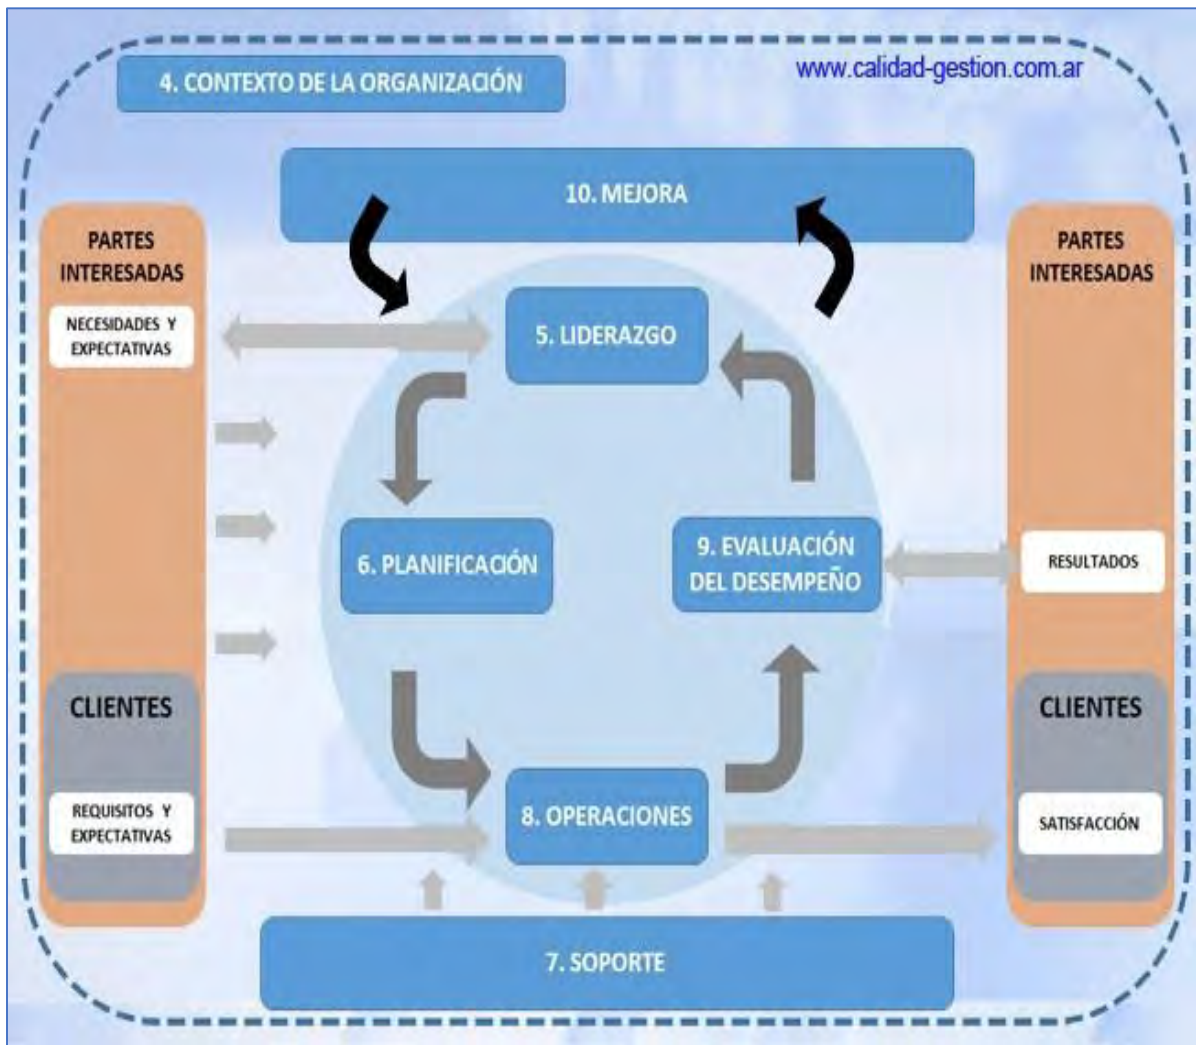 4. CONTEXTO DE LA ORGANIZACIÓN
www.calidad-gestion.com.ar
10. MEJORA
PARTES
INTERESADAS
NECESIDADES Y
EXPECTATIVAS
CLIENTES
REQUISITOS Y
EXPECTATIVAS
5. LIDERAZGO
6. PLANIFICACIÓN
9. EVALUACIÓN
DEL DESEMPEÑO
8. OPERACIONES
7. SOPORTE
PARTES
INTERESADAS
RESULTADOS
CLIENTES
SATISFACCIÓN